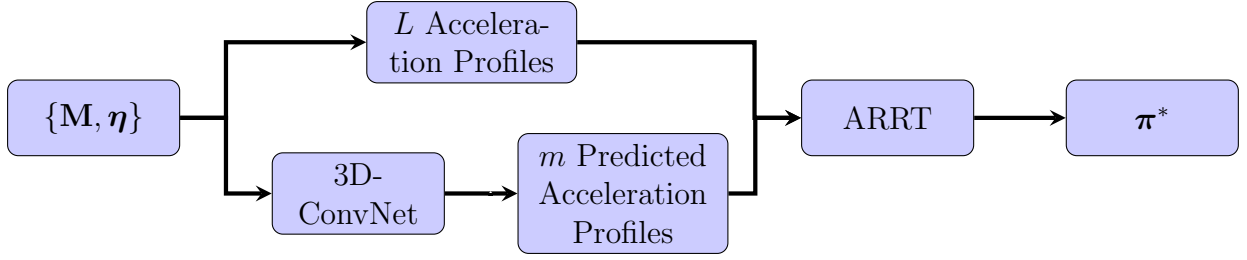 {M, η}
L Accelera-
tion Profiles
3D-
ConvNet
m Predicted
Acceleration
Profiles
ARRT
π*